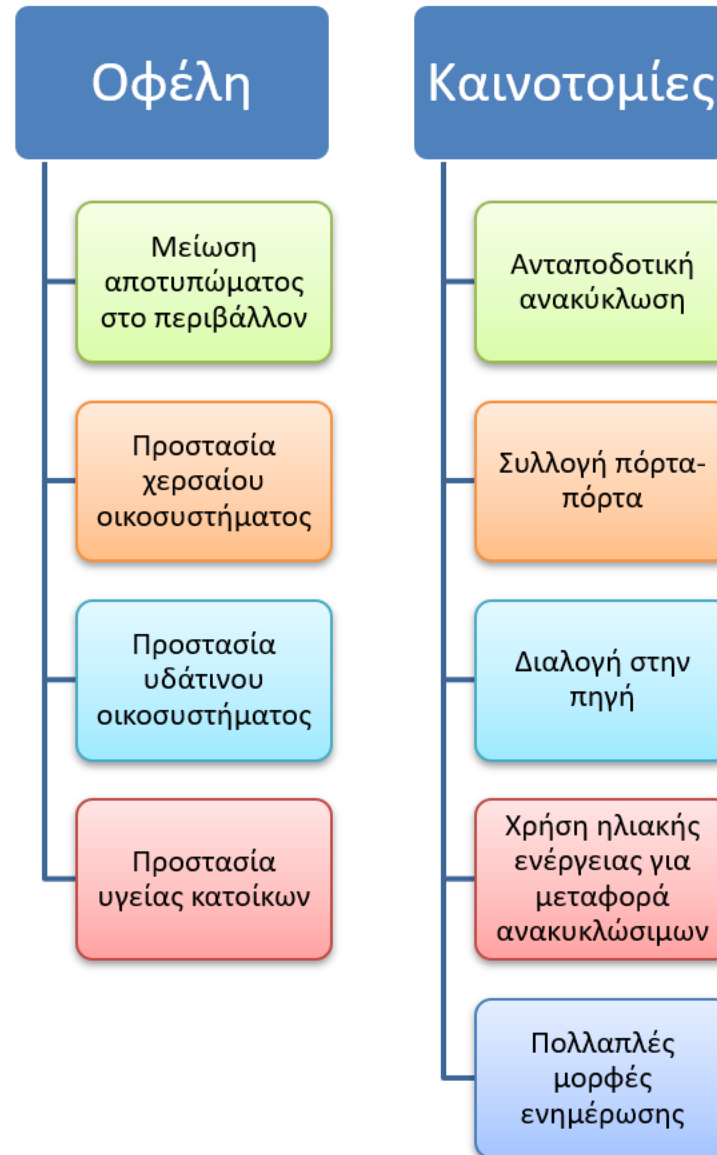 Οφέλη
Μείωση
αποτυπώματος
στο περιβάλλον
Προστασία
χερσαίου
οικοσυστήματος
Προστασία
υδάτινου
οικοσυστήματος
Προστασία
υγείας κατοίκων
Καινοτομίες
Ανταποδοτική
ανακύκλωση
Συλλογή πόρτα-
πόρτα
Διαλογή στην
πηγή
Χρήση ηλιακής
ενέργειας για
μεταφορά
ανακυκλώσιμων
Πολλαπλές
μορφές
ενημέρωσης